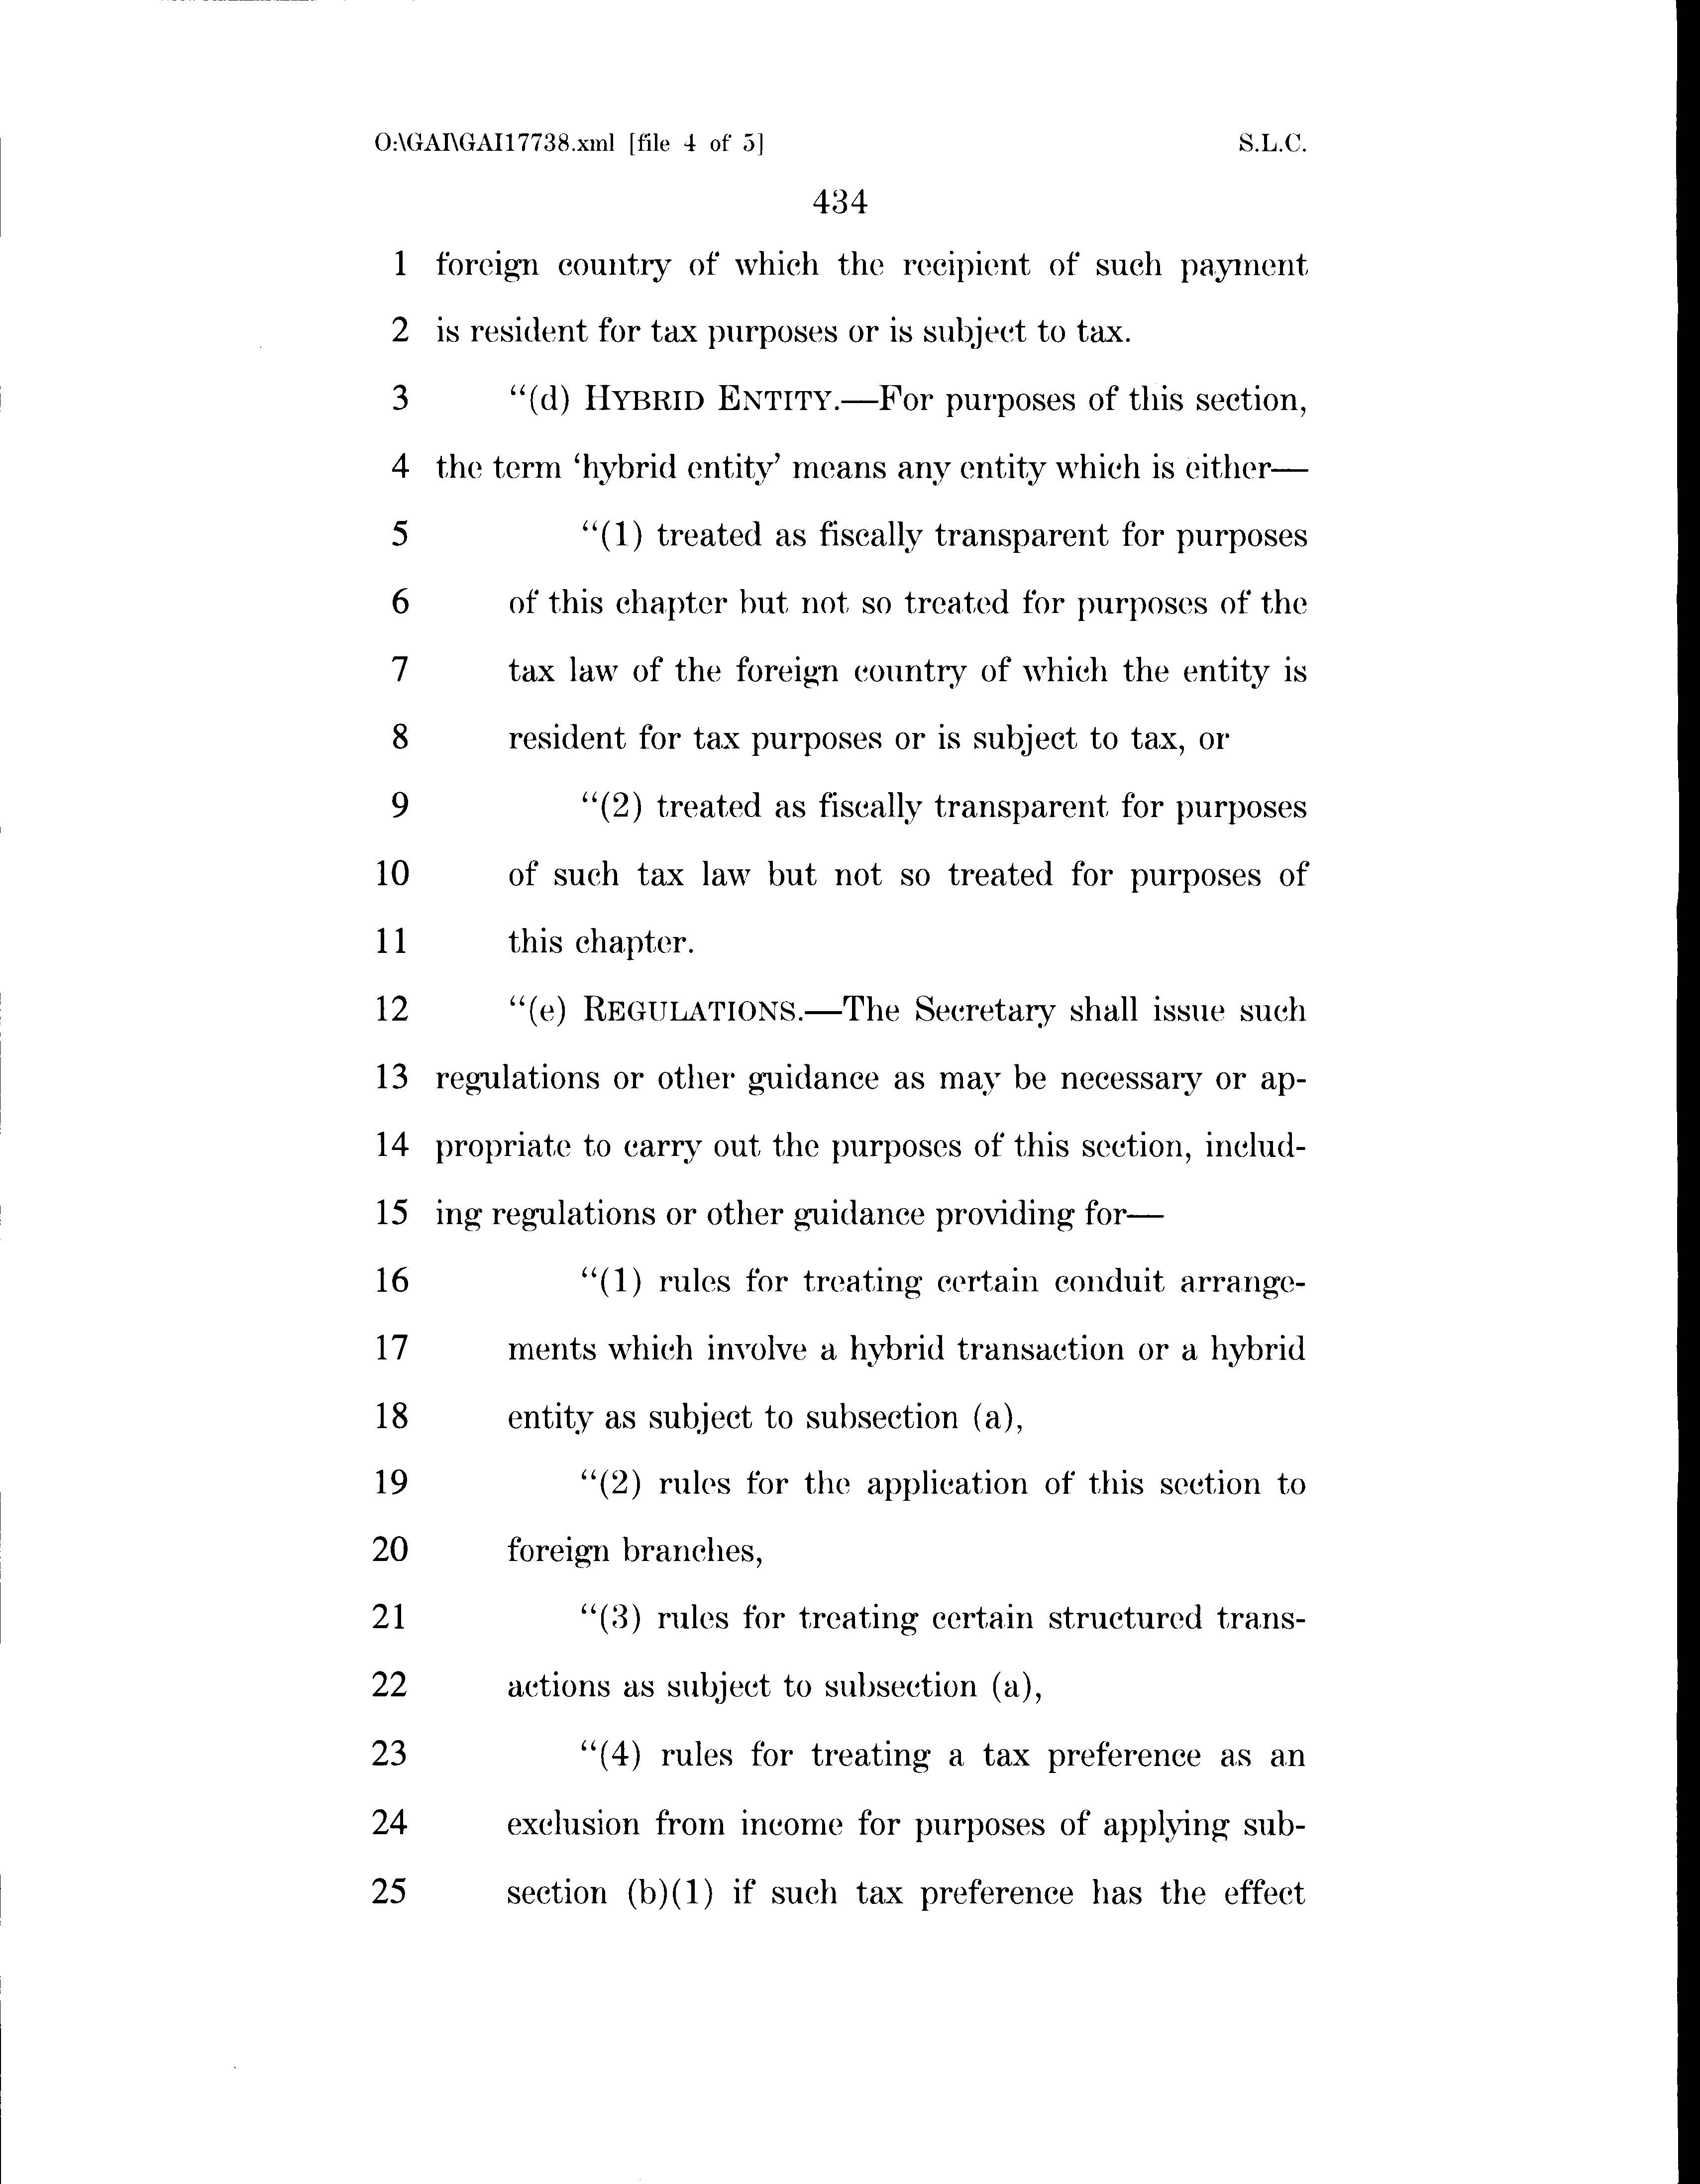 O:\GAI\GAI17738.xml [file 4 of 5] S.L.C.
434
1 foreign country of which the recipient of such payment
2 is resident for tax purposes or is subject to tax.
3 “(d) HYBRID ENTITY.—For purposes of this section,
4 the term ‘hybrid entity’ means any entity which is either—
5 “(1) treated as fiscally transparent for purposes
6 of this chapter but not so treated for purposes of the
7 tax law of the foreign country of which the entity is
8 resident for tax purposes or is subject to tax, or
9 “(2) treated as fiscally transparent for purposes
10 of such tax law but not so treated for purposes of
11 this chapter.
12 “(e) REGULATIONS.—The Secretary shall issue such
13 regulations or other guidance as may be necessary or ap-
14 propriate to carry out the purposes of this section, includ-
15 ing regulations or other guidance providing for—
16 “(1) rules for treating certain conduit arrange-
17 ments which involve a hybrid transaction or a hybrid
18 entity as subject to subsection (a),
19 “(2) rules for the application of this section to
20 foreign branches,
21 “(3) rules for treating certain structured trans-
22 actions as subject to subsection (a),
23 “(4) rules for treating a tax preference as an
24 exclusion from income for purposes of applying sub-
25 section (b)(1) if such tax preference has the effect